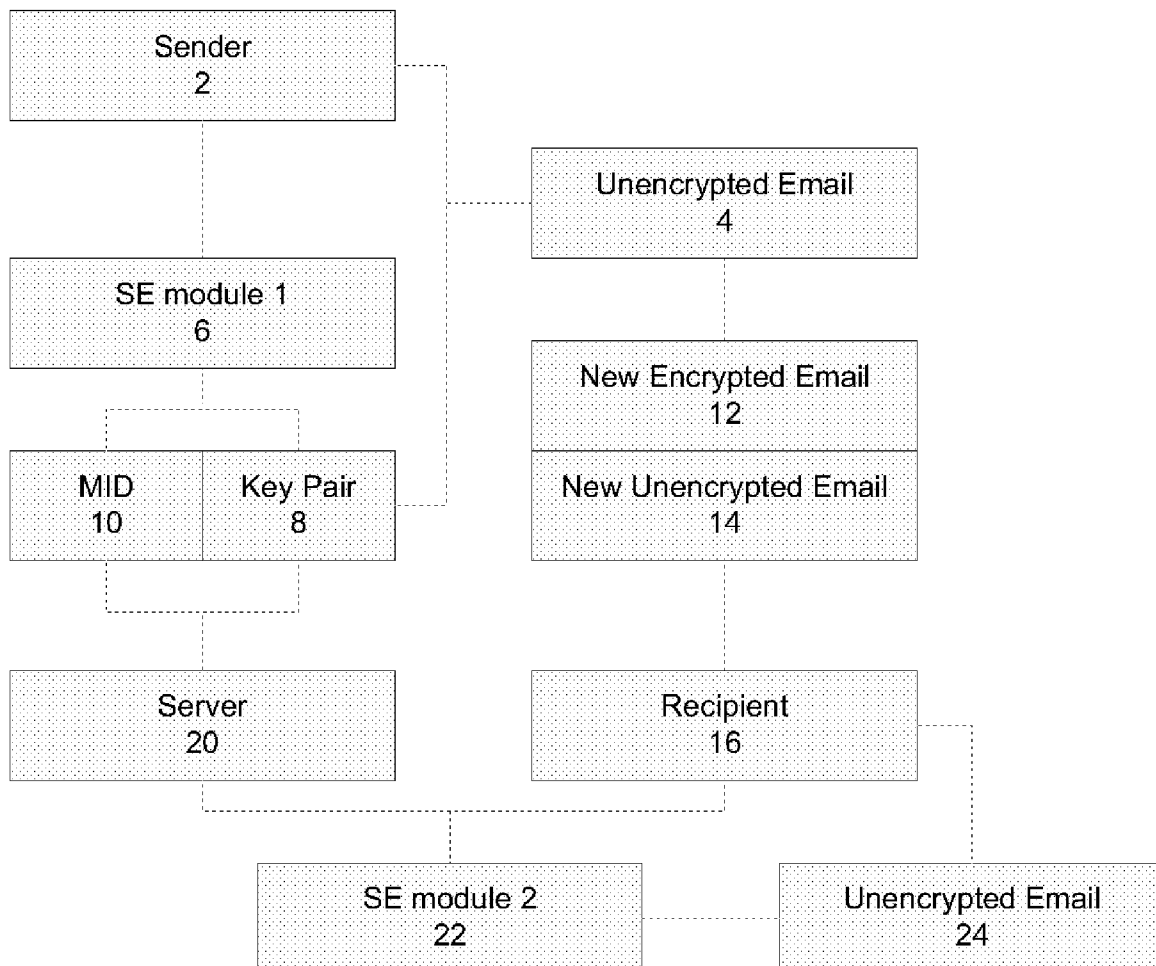 Sender
2
Unencrypted Email
4
SE module 1
6
New Encrypted Email
12
MID
10
Key Pair
8
New Unencrypted Email
14
Server
20
Recipient
16
SE module 2
22
Unencrypted Email
24